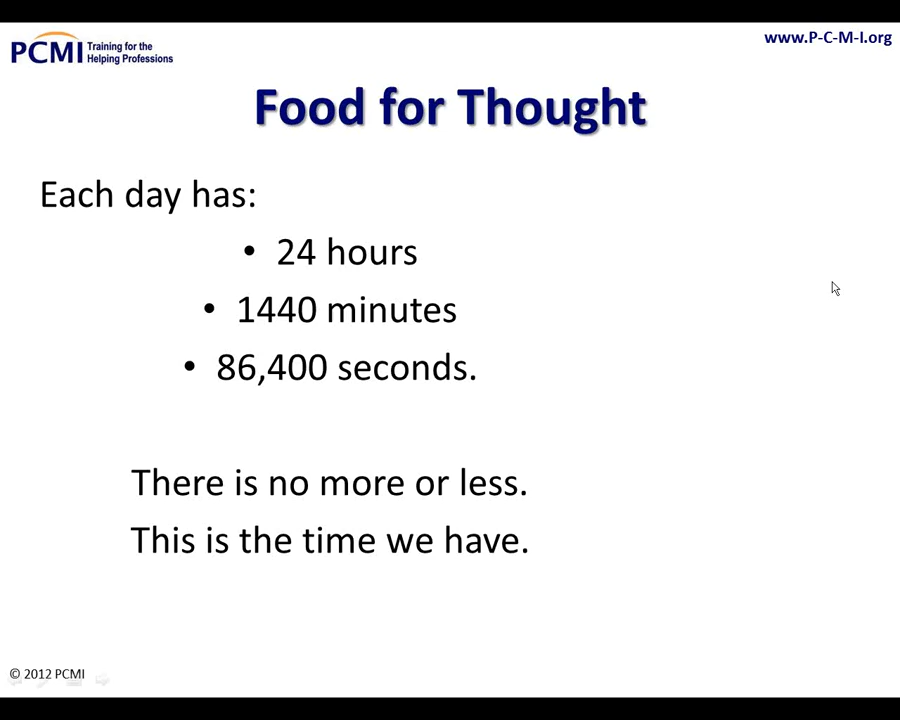 PCMI Training for the
Helping Professions
www.P-C-M-I.org
Food for Thought
Each day has:
• 24 hours
• 1440 minutes
• 86,400 seconds.
There is no more or less.
This is the time we have.
© 2012 PCMI